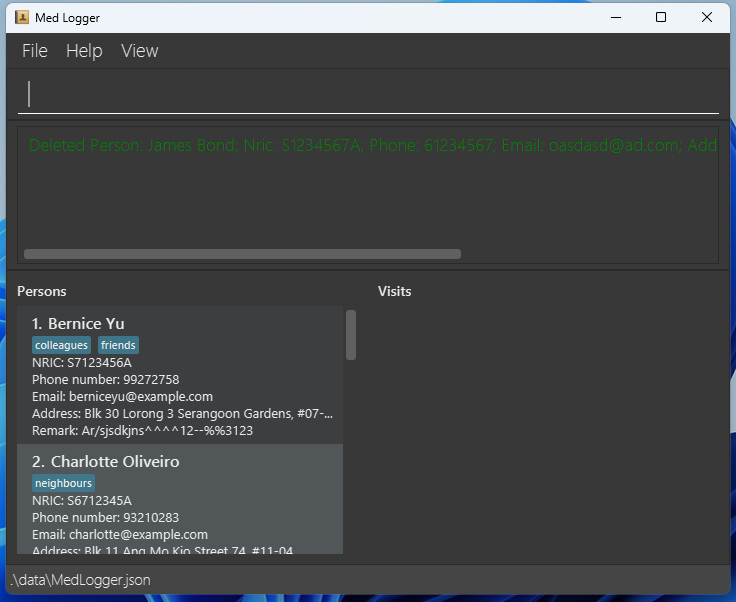 Med Logger
File Help View
Deleted Person: James Bond; Nric: S1234567A; Phone: 61234567; Email: oasdasd@ad.com; Add
Persons
Visits
1. Bernice Yu
colleagues friends
NRIC: S7123456A
Phone number: 99272758
Email: berniceyu@example.com
Address: Blk 30 Lorong 3 Serangoon Gardens, #07-...
Remark: Ar/sjsdkjns^^^^12--%%3123
2. Charlotte Oliveiro
neighbours
NRIC: S6712345A
Phone number: 93210283
Email: charlotte@example.com
Address: Blk 11 Ang Mo Kio Street 74, #11-04
.\data\MedLogger.json